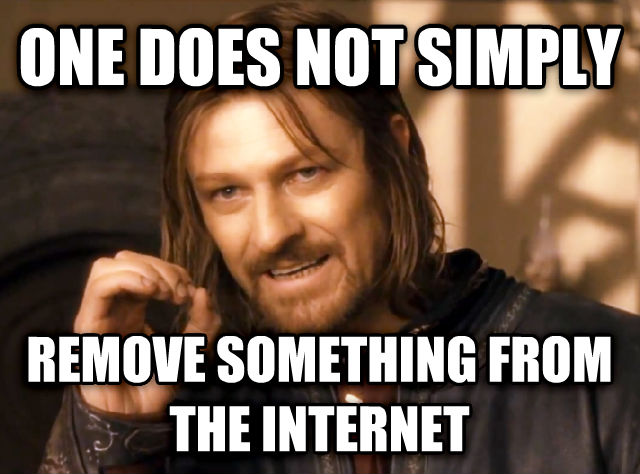 ONE DOES NOT SIMPLY
REMOVE SOMETHING FROM
THE INTERNET